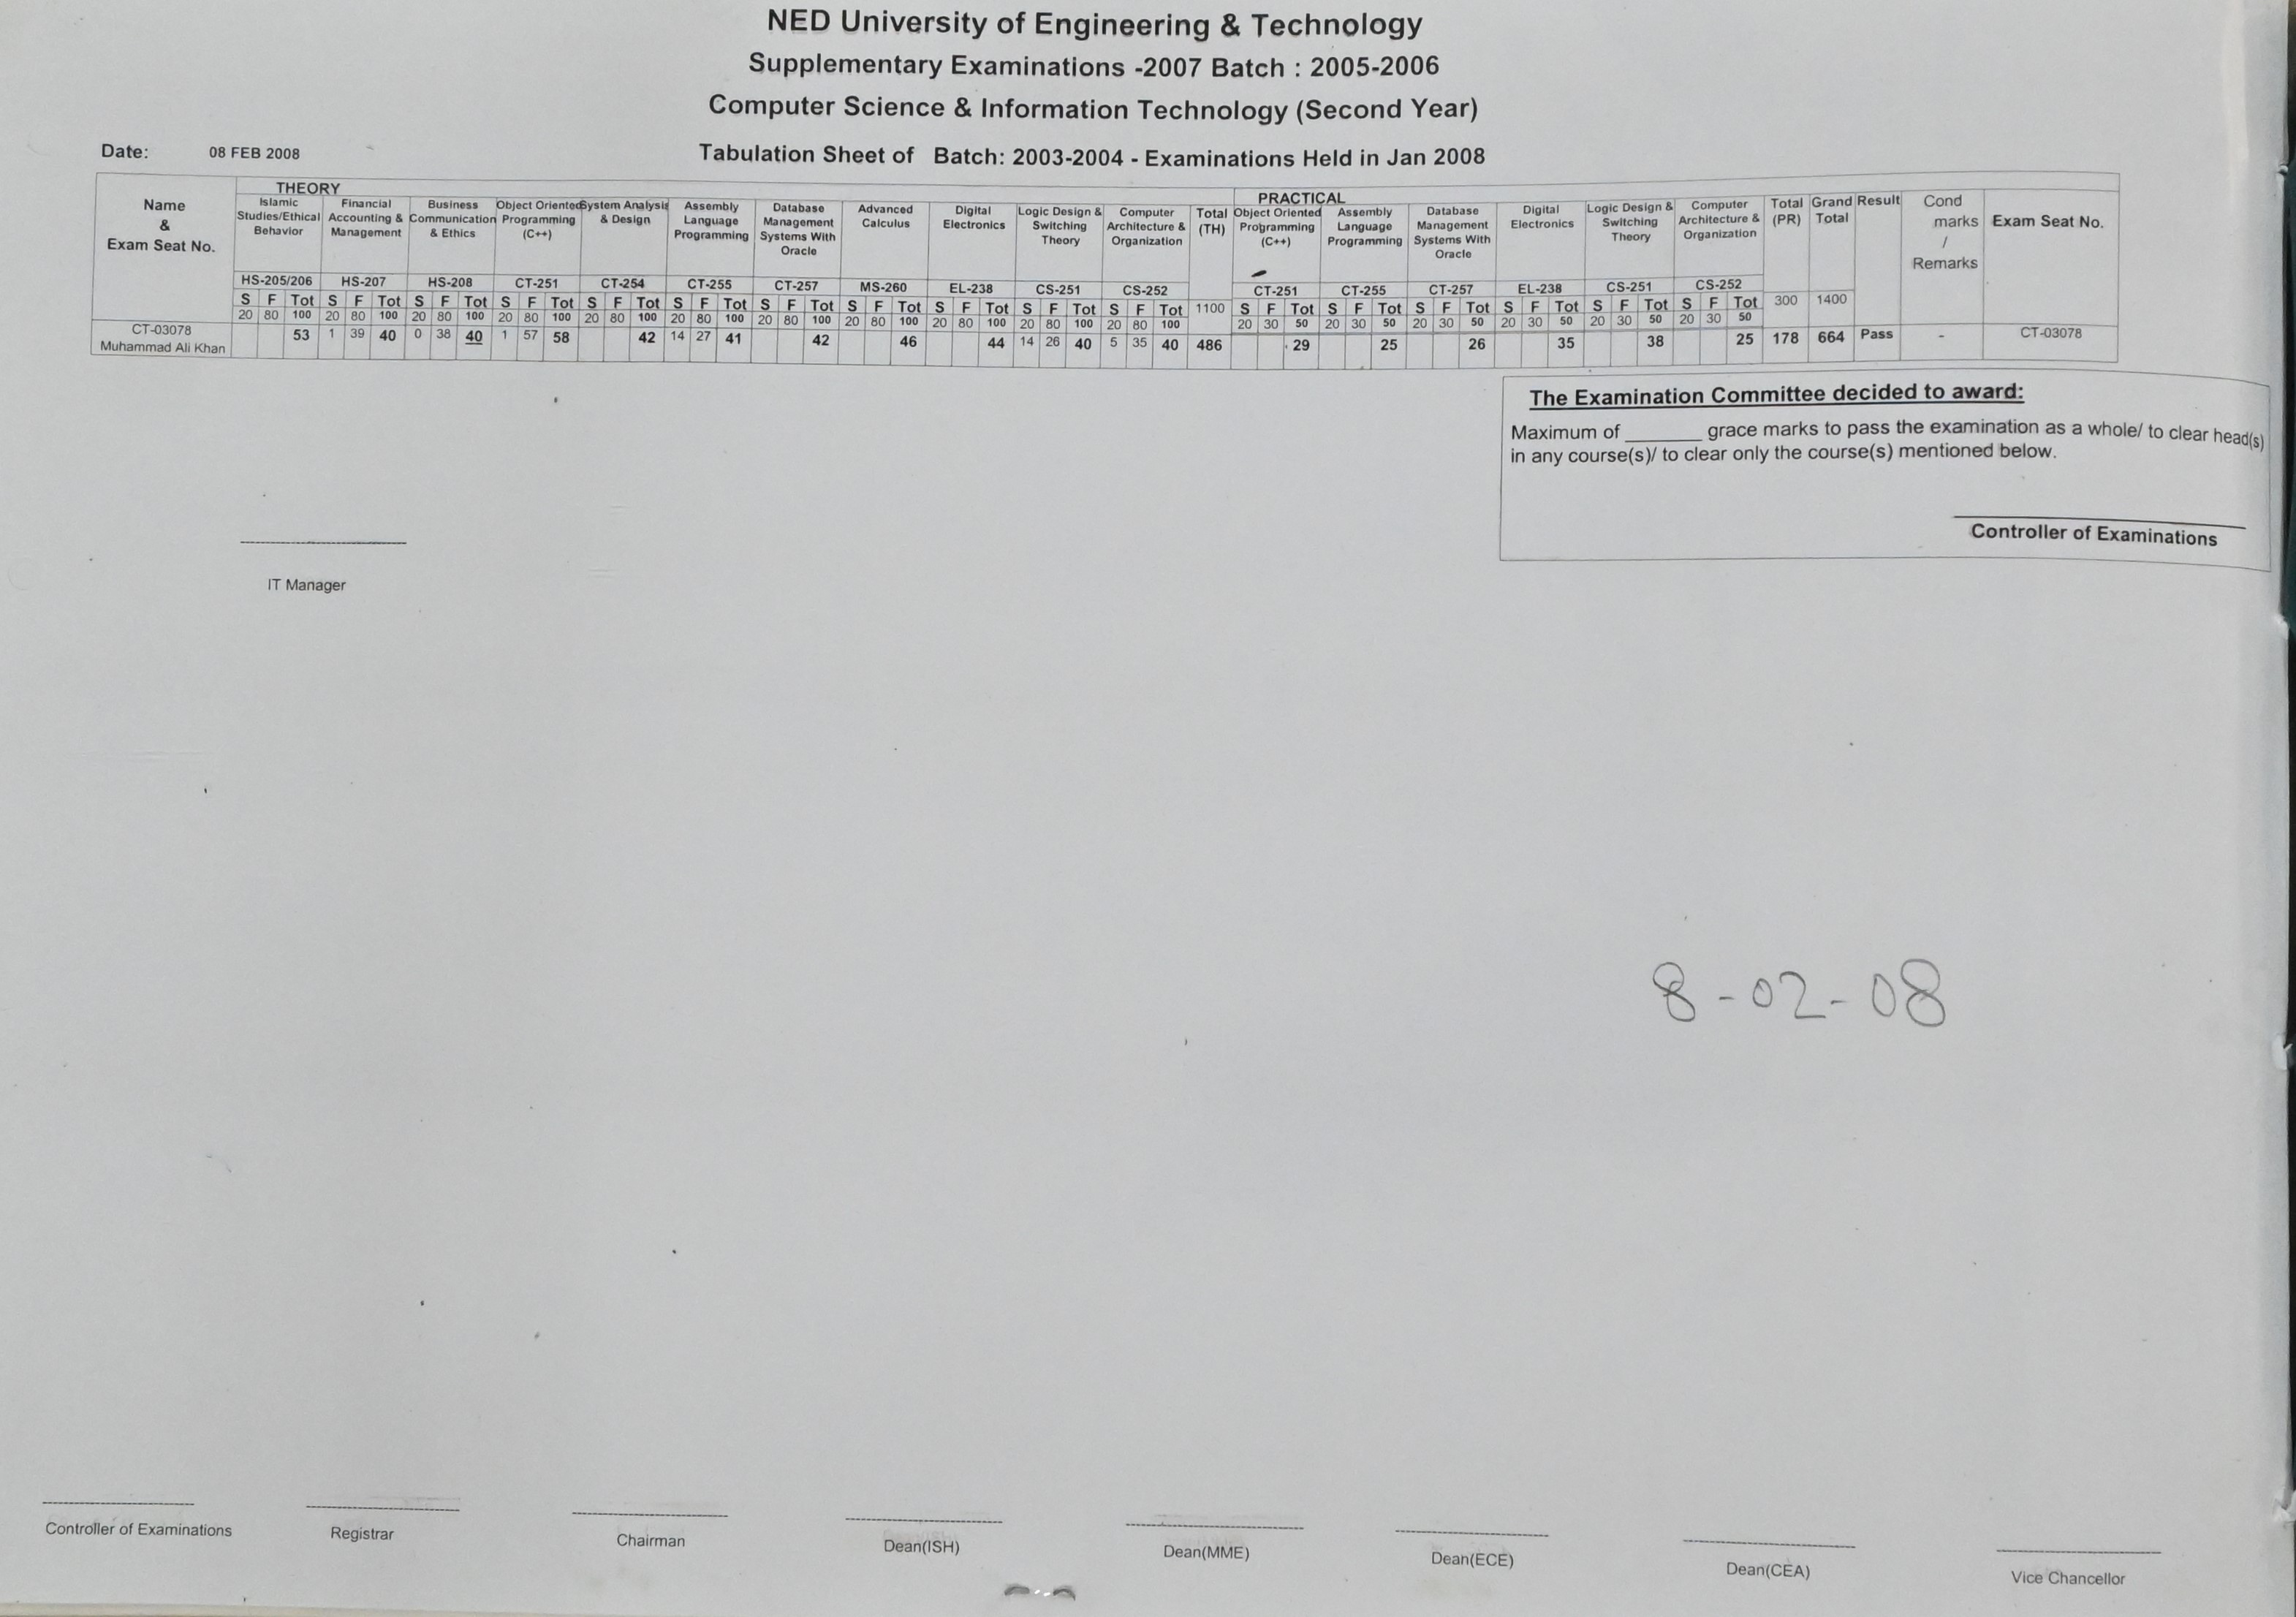 NED University of Engineering & Technology
Supplementary Examinations -2007 Batch : 2005-2006
Computer Science & Information Technology (Second Year)
Date: 08 FEB 2008
Tabulation Sheet of Batch: 2003-2004 - Examinations Held in Jan 2008
Name & Exam Seat No.
THEORY
Islamic Studies/Ethical Behavior
Financial Accounting & Management
Business Communication & Ethics
Object Oriented Programming (C++)
System Analysis & Design
Assembly Language Programming
Database Management Systems With Oracle
Advanced Calculus
Digital Electronics
Logic Design & Switching Theory
Computer Architecture & Organization
Total (TH)
PRACTICAL
Object Oriented Programming (C++)
Assembly Language Programming
Database Management Systems With Oracle
Digital Electronics
Logic Design & Switching Theory
Computer Architecture & Organization
Total (PR)
Grand Total
Result
Cond marks / Remarks
Exam Seat No.
HS-205/206 HS-207 HS-208 CT-251 CT-254 CT-255 CT-257 MS-260 EL-238 CS-251 CS-252 CT-251 CT-255 CT-257 EL-238 CS-251 CS-252
S F Tot S F Tot S F Tot S F Tot S F Tot S F Tot S F Tot S F Tot S F Tot S F Tot S F Tot 1100 S F Tot S F Tot S F Tot S F Tot S F Tot S F Tot 300 1400
20 80 100 20 80 100 20 80 100 20 80 100 20 80 100 20 80 100 20 80 100 20 80 100 20 80 100 20 80 100 20 80 100 20 30 50 20 30 50 20 30 50 20 30 50 20 30 50 20 30 50
CT-03078
Muhammad Ali Khan
53 1 39 40 0 38 40 1 57 58 42 14 27 41 42 46 44 14 26 40 5 35 40 486 29 25 26 35 38 25 178 664 Pass - CT-03078
The Examination Committee decided to award:
Maximum of ________ grace marks to pass the examination as a whole/ to clear head(s)
in any course(s)/ to clear only the course(s) mentioned below.
Controller of Examinations
IT Manager
8-02-08
Controller of Examinations
Registrar
Chairman
Dean(ISH)
Dean(MME)
Dean(ECE)
Dean(CEA)
Vice Chancellor